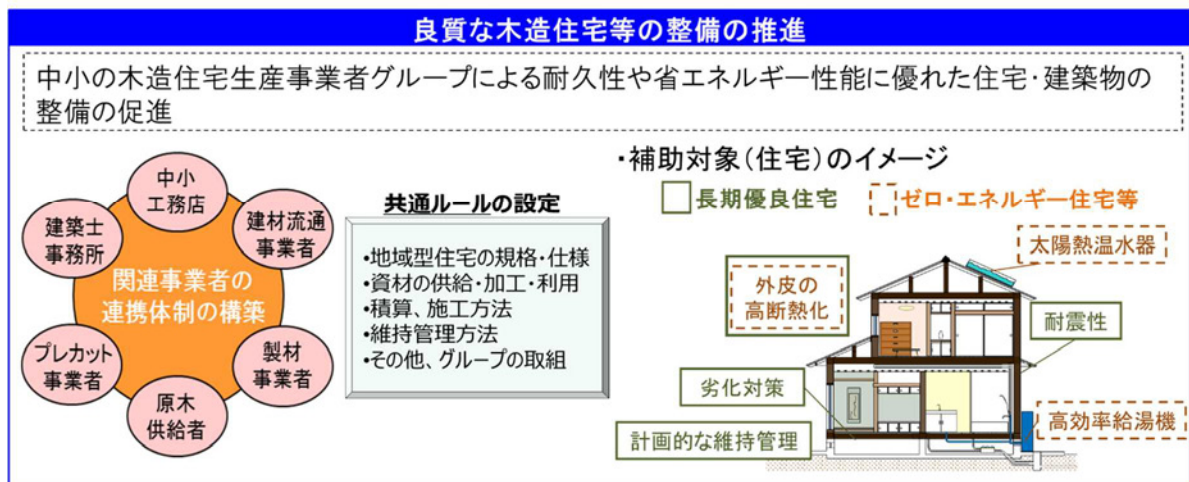 良質な木造住宅等の整備の推進
中小の木造住宅生産事業者グループによる耐久性や省エネルギー性能に優れた住宅･建築物の
整備の促進
中小
工務店
建築士
事務所
建材流通
事業者
関連事業者の
連携体制の構築
プレカット
事業者
製材
事業者
原木
供給者
共通ルールの設定
•地域型住宅の規格･仕様
•資材の供給･加工･利用
•積算、施工方法
•維持管理方法
•その他、グループの取組
･補助対象(住宅)のイメージ
長期優良住宅
ゼロ・エネルギー住宅等
太陽熱温水器
外皮の
高断熱化
耐震性
劣化対策
計画的な維持管理
高効率給湯機